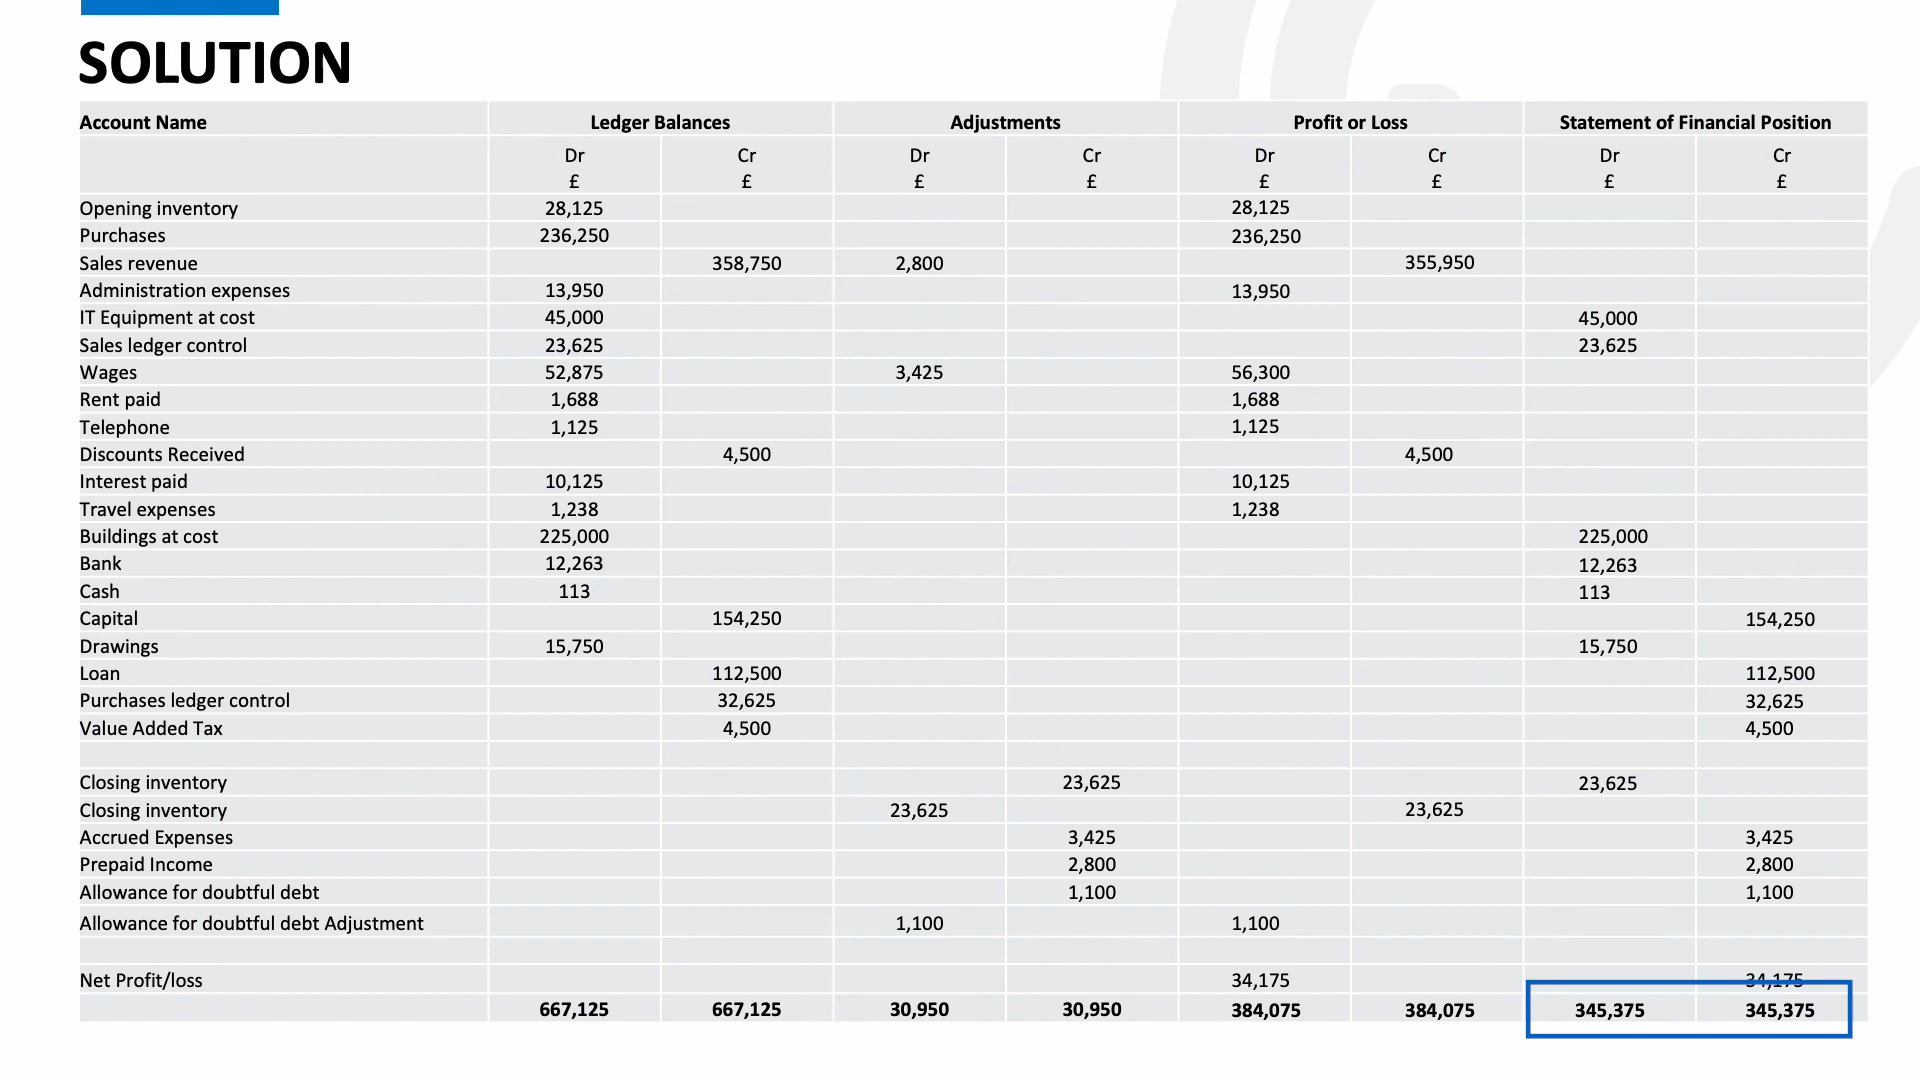 SOLUTION
Account Name Ledger Balances Adjustments Profit or Loss Statement of Financial Position
Dr Cr Dr Cr Dr Cr Dr Cr
£ £ £ £ £ £ £ £
Opening inventory 28,125 28,125
Purchases 236,250 236,250
Sales revenue 358,750 2,800 355,950
Administration expenses 13,950 13,950
IT Equipment at cost 45,000 45,000
Sales ledger control 23,625 23,625
Wages 52,875 3,425 56,300
Rent paid 1,688 1,688
Telephone 1,125 1,125
Discounts Received 4,500 4,500
Interest paid 10,125 10,125
Travel expenses 1,238 1,238
Buildings at cost 225,000 225,000
Bank 12,263 12,263
Cash 113 113
Capital 154,250 154,250
Drawings 15,750 15,750
Loan 112,500 112,500
Purchases ledger control 32,625 32,625
Value Added Tax 4,500 4,500
Closing inventory 23,625 23,625
Closing inventory 23,625 23,625
Accrued Expenses 3,425 3,425
Prepaid Income 2,800 2,800
Allowance for doubtful debt 1,100 1,100
Allowance for doubtful debt Adjustment 1,100 1,100
Net Profit/loss 34,175 34,175
667,125 667,125 30,950 30,950 384,075 384,075 345,375 345,375